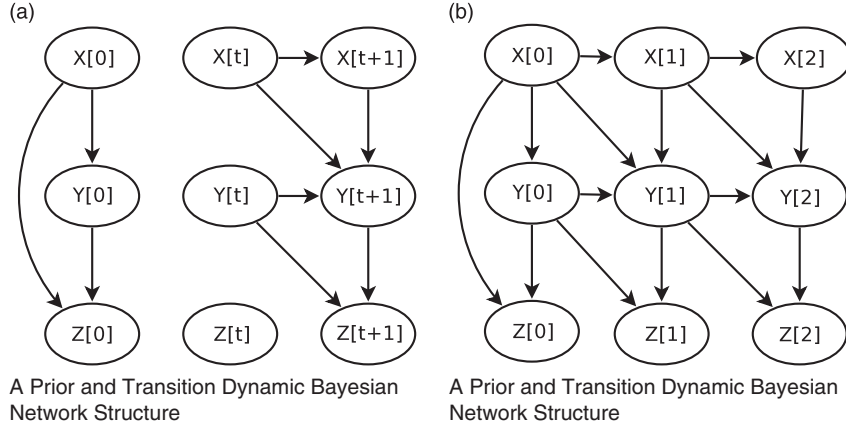 (a)
(b)
X[0]
X[t]
X[t+1]
X[0]
X[1]
X[2]
Y[0]
Y[t]
Y[t+1]
Y[0]
Y[1]
Y[2]
Z[0]
Z[t]
Z[t+1]
Z[0]
Z[1]
Z[2]
A Prior and Transition Dynamic Bayesian
Network Structure
A Prior and Transition Dynamic Bayesian
Network Structure